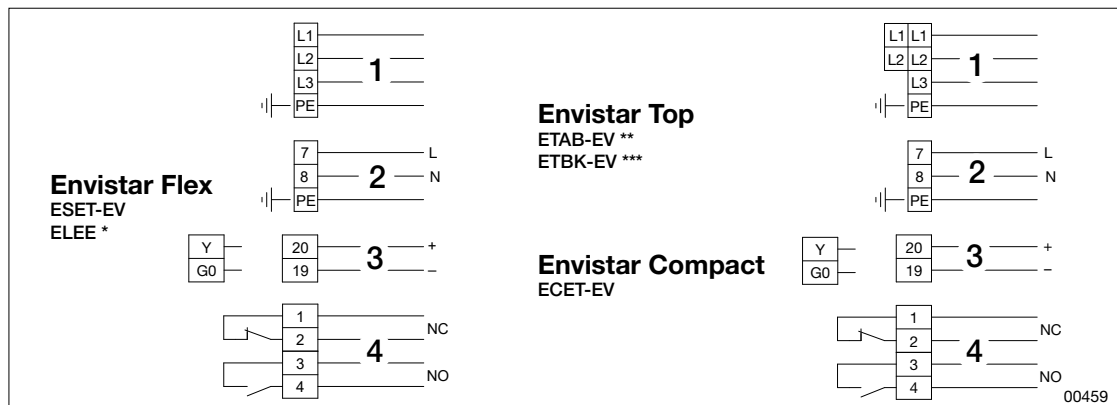 Envistar Flex
ESET-EV
ELEE *
L1
L2
L3
PE
1
7
8
PE
L
N
2
Y
G0
20
19
+
–
3
1
2
3
4
NC
NO
4
Envistar Top
ETAB-EV **
ETBK-EV ***
Envistar Compact
ECET-EV
L1 L1
L2 L2
L3
PE
1
7
8
PE
L
N
2
Y
G0
20
19
+
–
3
1
2
3
4
NC
NO
4
00459